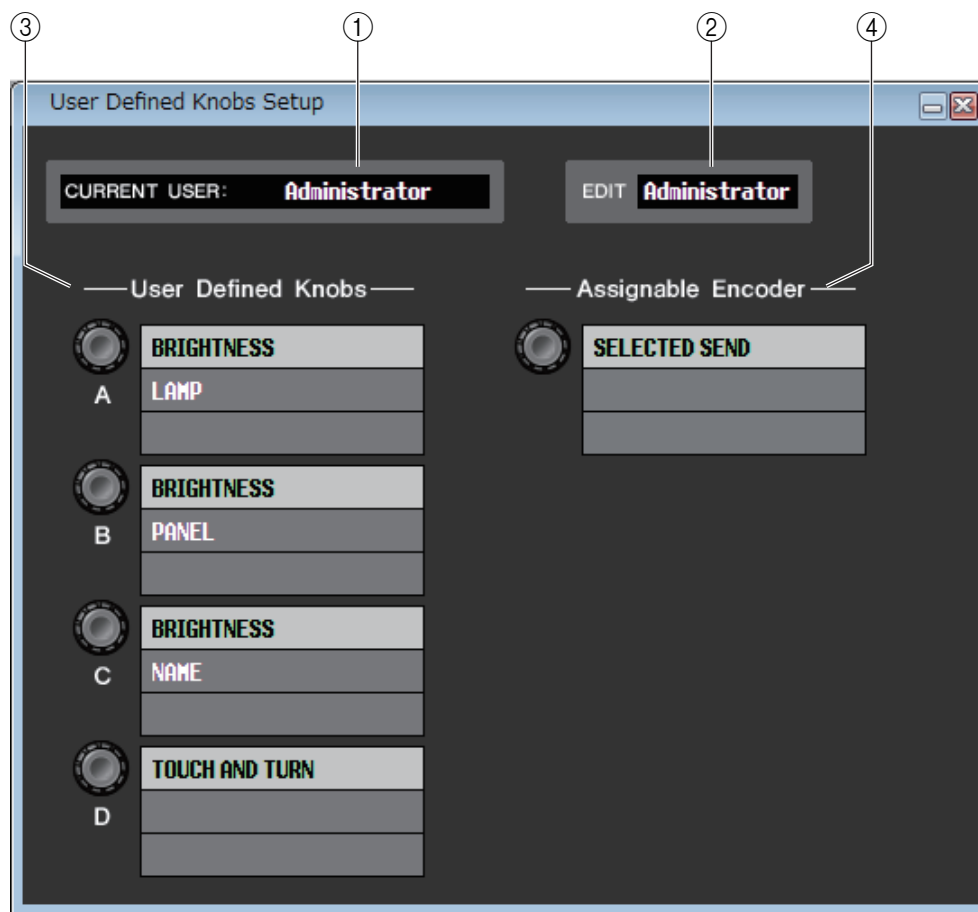 ③ ① ② ④
User Defined Knobs Setup
CURRENT USER: Administrator
EDIT Administrator
User Defined Knobs
Assignable Encoder
A
BRIGHTNESS
LAMP
SELECTED SEND
B
BRIGHTNESS
PANEL
C
BRIGHTNESS
NAME
D
TOUCH AND TURN